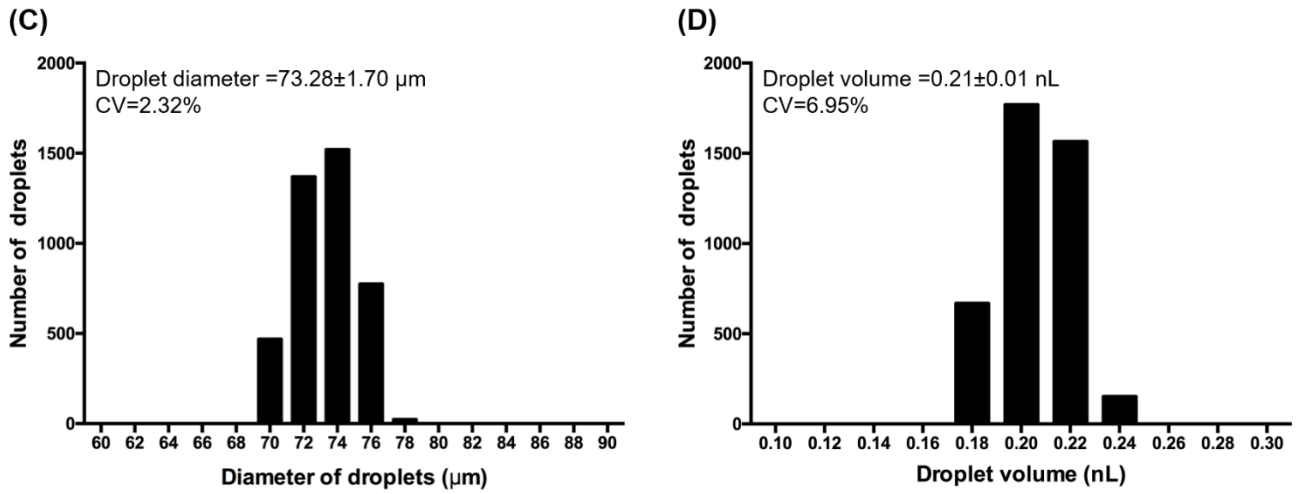 (C)
Droplet diameter =73.28±1.70 µm
CV=2.32%
Number of droplets
2000
1500
1000
500
0
60 62 64 66 68 70 72 74 76 78 80 82 84 86 88 90
Diameter of droplets (µm)
(D)
Droplet volume =0.21±0.01 nL
CV=6.95%
Number of droplets
2000
1500
1000
500
0
0.10 0.12 0.14 0.16 0.18 0.20 0.22 0.24 0.26 0.28 0.30
Droplet volume (nL)